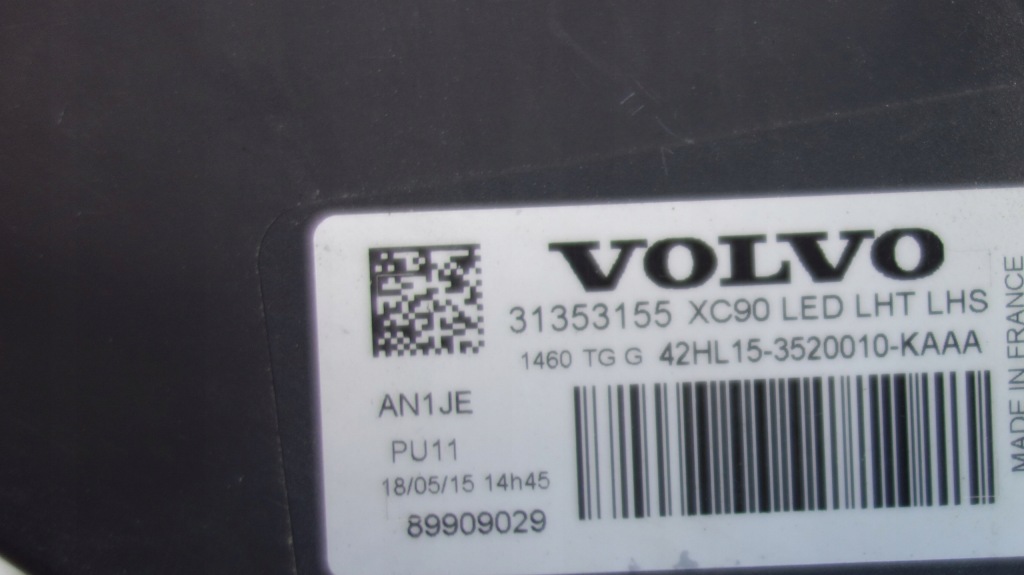 VOLVO
31353155 XC90 LED LHT LHS
1460 TG G 42HL15-3520010-KAAA
AN1JE
PU11
18/05/15 14h45
89909029
MADE IN FRANCE